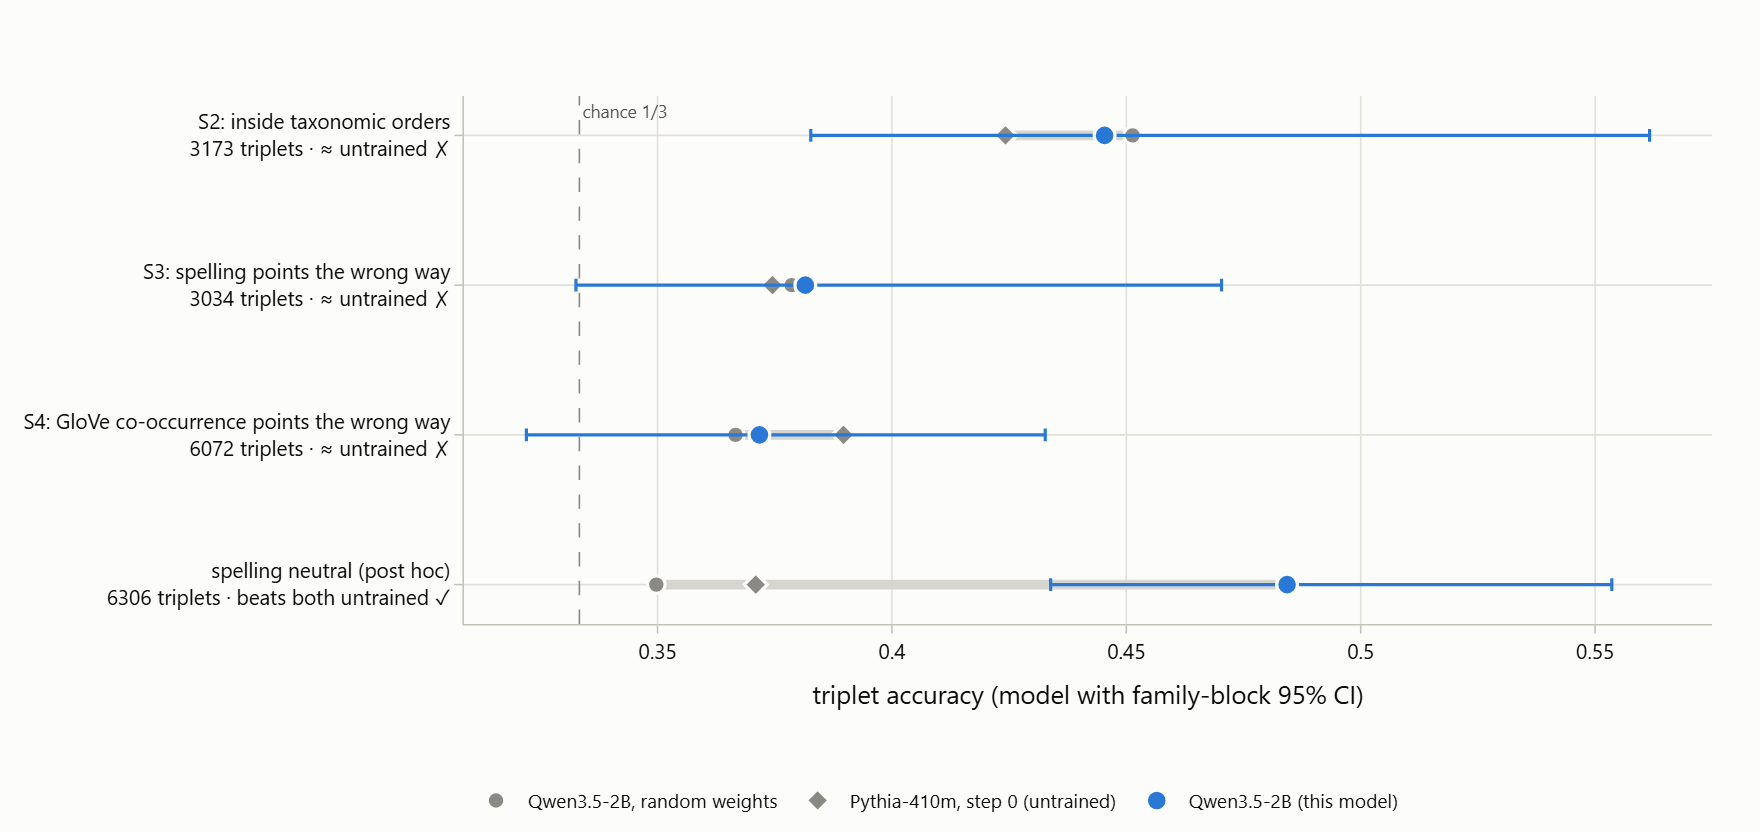 chance 1/3
S2: inside taxonomic orders
3173 triplets · ≈ untrained ✗
S3: spelling points the wrong way
3034 triplets · ≈ untrained ✗
S4: GloVe co-occurrence points the wrong way
6072 triplets · ≈ untrained ✗
spelling neutral (post hoc)
6306 triplets · beats both untrained ✓
0.35 0.4 0.45 0.5 0.55
triplet accuracy (model with family-block 95% CI)
Qwen3.5-2B, random weights Pythia-410m, step 0 (untrained) Qwen3.5-2B (this model)